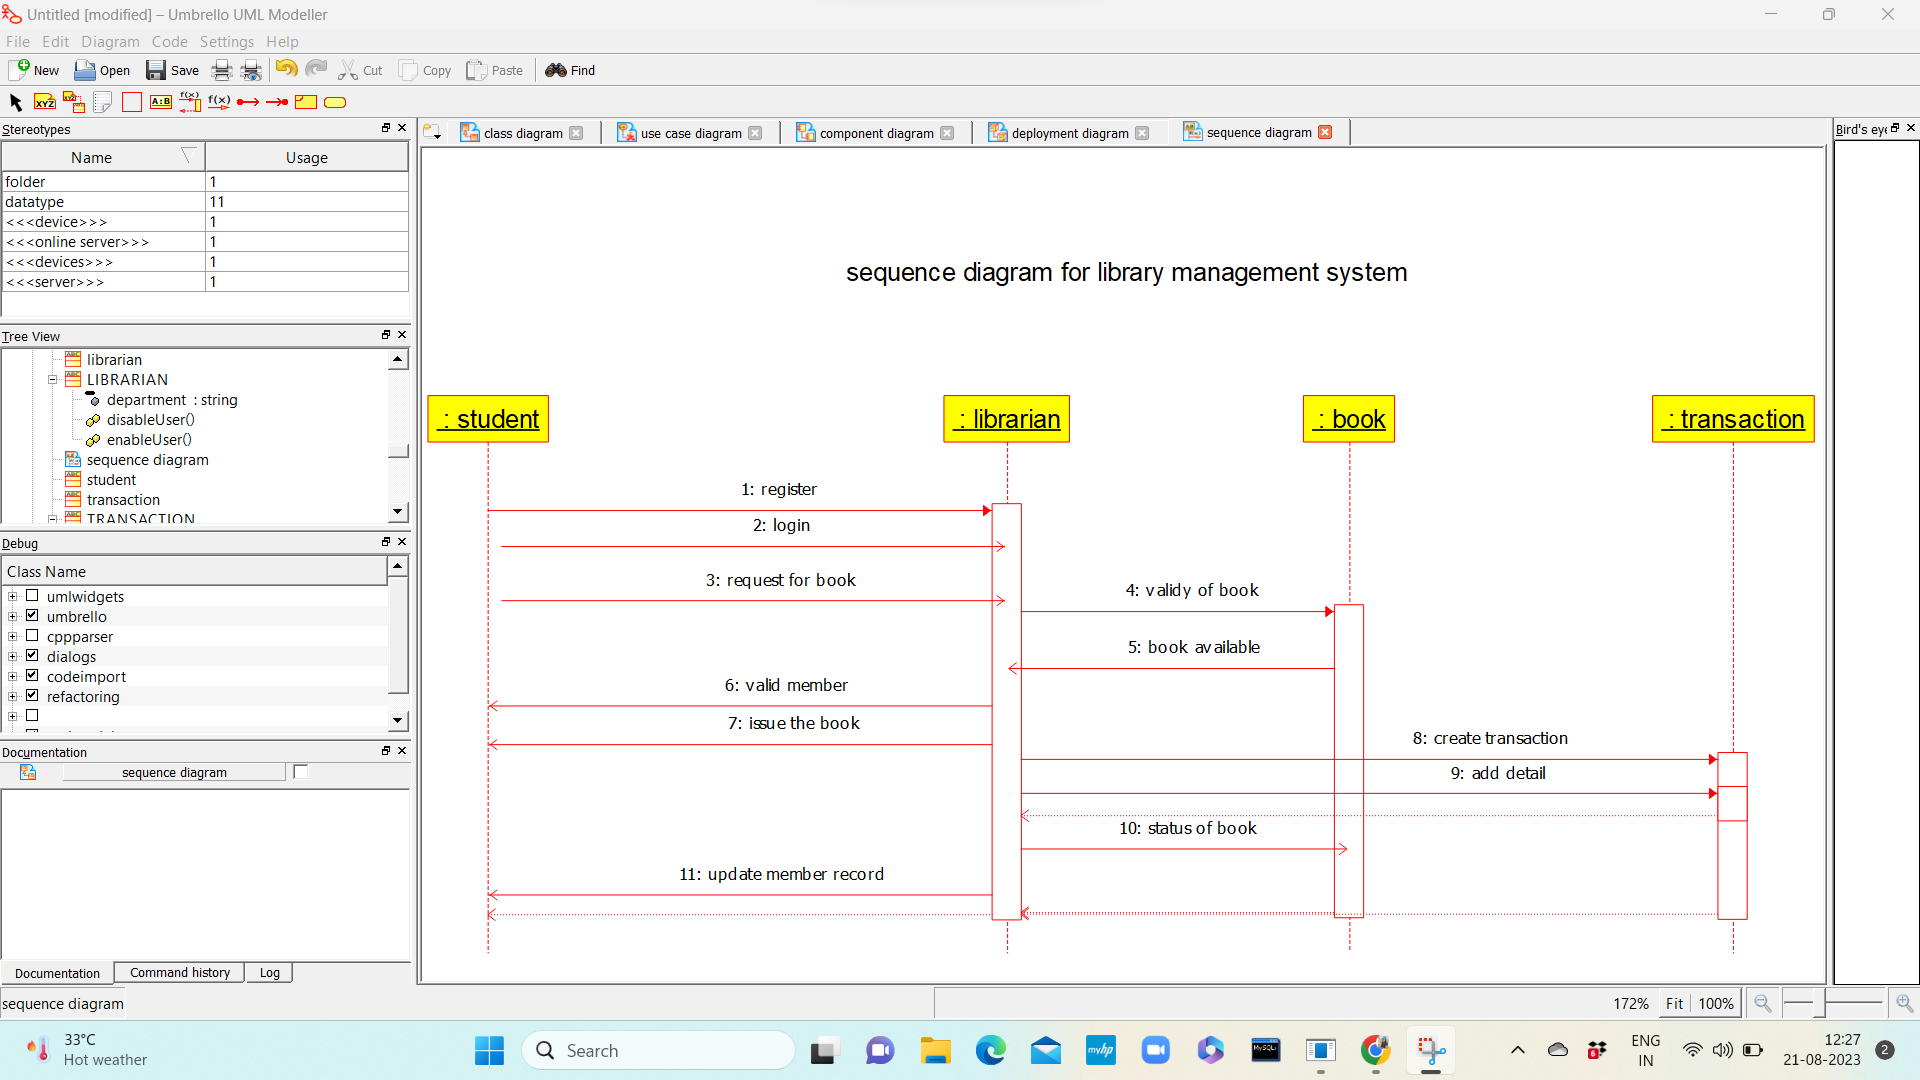 Untitled [modified] – Umbrello UML Modeller
File Edit Diagram Code Settings Help
New Open Save Cut Copy Paste Find
XYZ XYZ A:B f(x) f(x)
Stereotypes
Name Usage
folder 1
datatype 11
<<<device>>> 1
<<<online server>>> 1
<<<devices>>> 1
<<<server>>> 1
Tree View
librarian
LIBRARIAN
department : string
disableUser()
enableUser()
sequence diagram
student
transaction
TRANSACTION
Debug
Class Name
umlwidgets
umbrello
cppparser
dialogs
codeimport
refactoring
Documentation
sequence diagram
Documentation Command history Log
sequence diagram
class diagram use case diagram component diagram deployment diagram sequence diagram
Bird's eye
sequence diagram for library management system
: student : librarian : book : transaction
1: register
2: login
3: request for book
4: validy of book
5: book available
6: valid member
7: issue the book
8: create transaction
9: add detail
10: status of book
11: update member record
172% Fit 100%
33°C
Hot weather
Search
myhp
MySQL
6
ENG
IN
12:27
21-08-2023
2